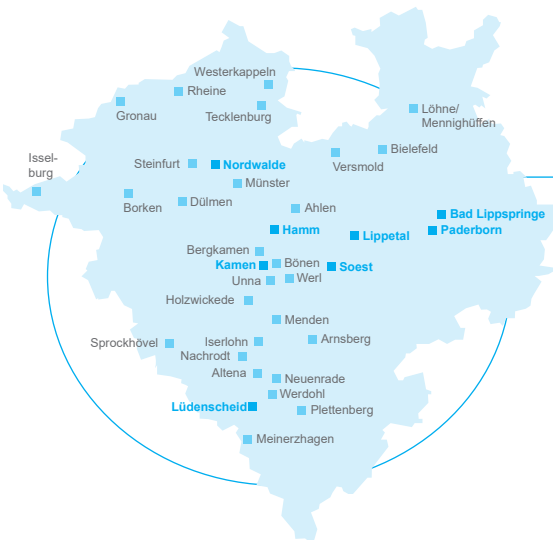 Westerkappeln
Rheine
Gronau
Tecklenburg
Löhne/
Mennighüffen
Issel-
burg
Steinfurt
Nordwalde
Versmold
Bielefeld
Münster
Borken
Dülmen
Ahlen
Bad Lippspringe
Hamm
Lippetal
Paderborn
Bergkamen
Kamen
Bönen
Soest
Unna
Werl
Holzwickede
Menden
Sprockhövel
Iserlohn
Arnsberg
Nachrodt
Altena
Neuenrade
Werdohl
Lüdenscheid
Plettenberg
Meinerzhagen